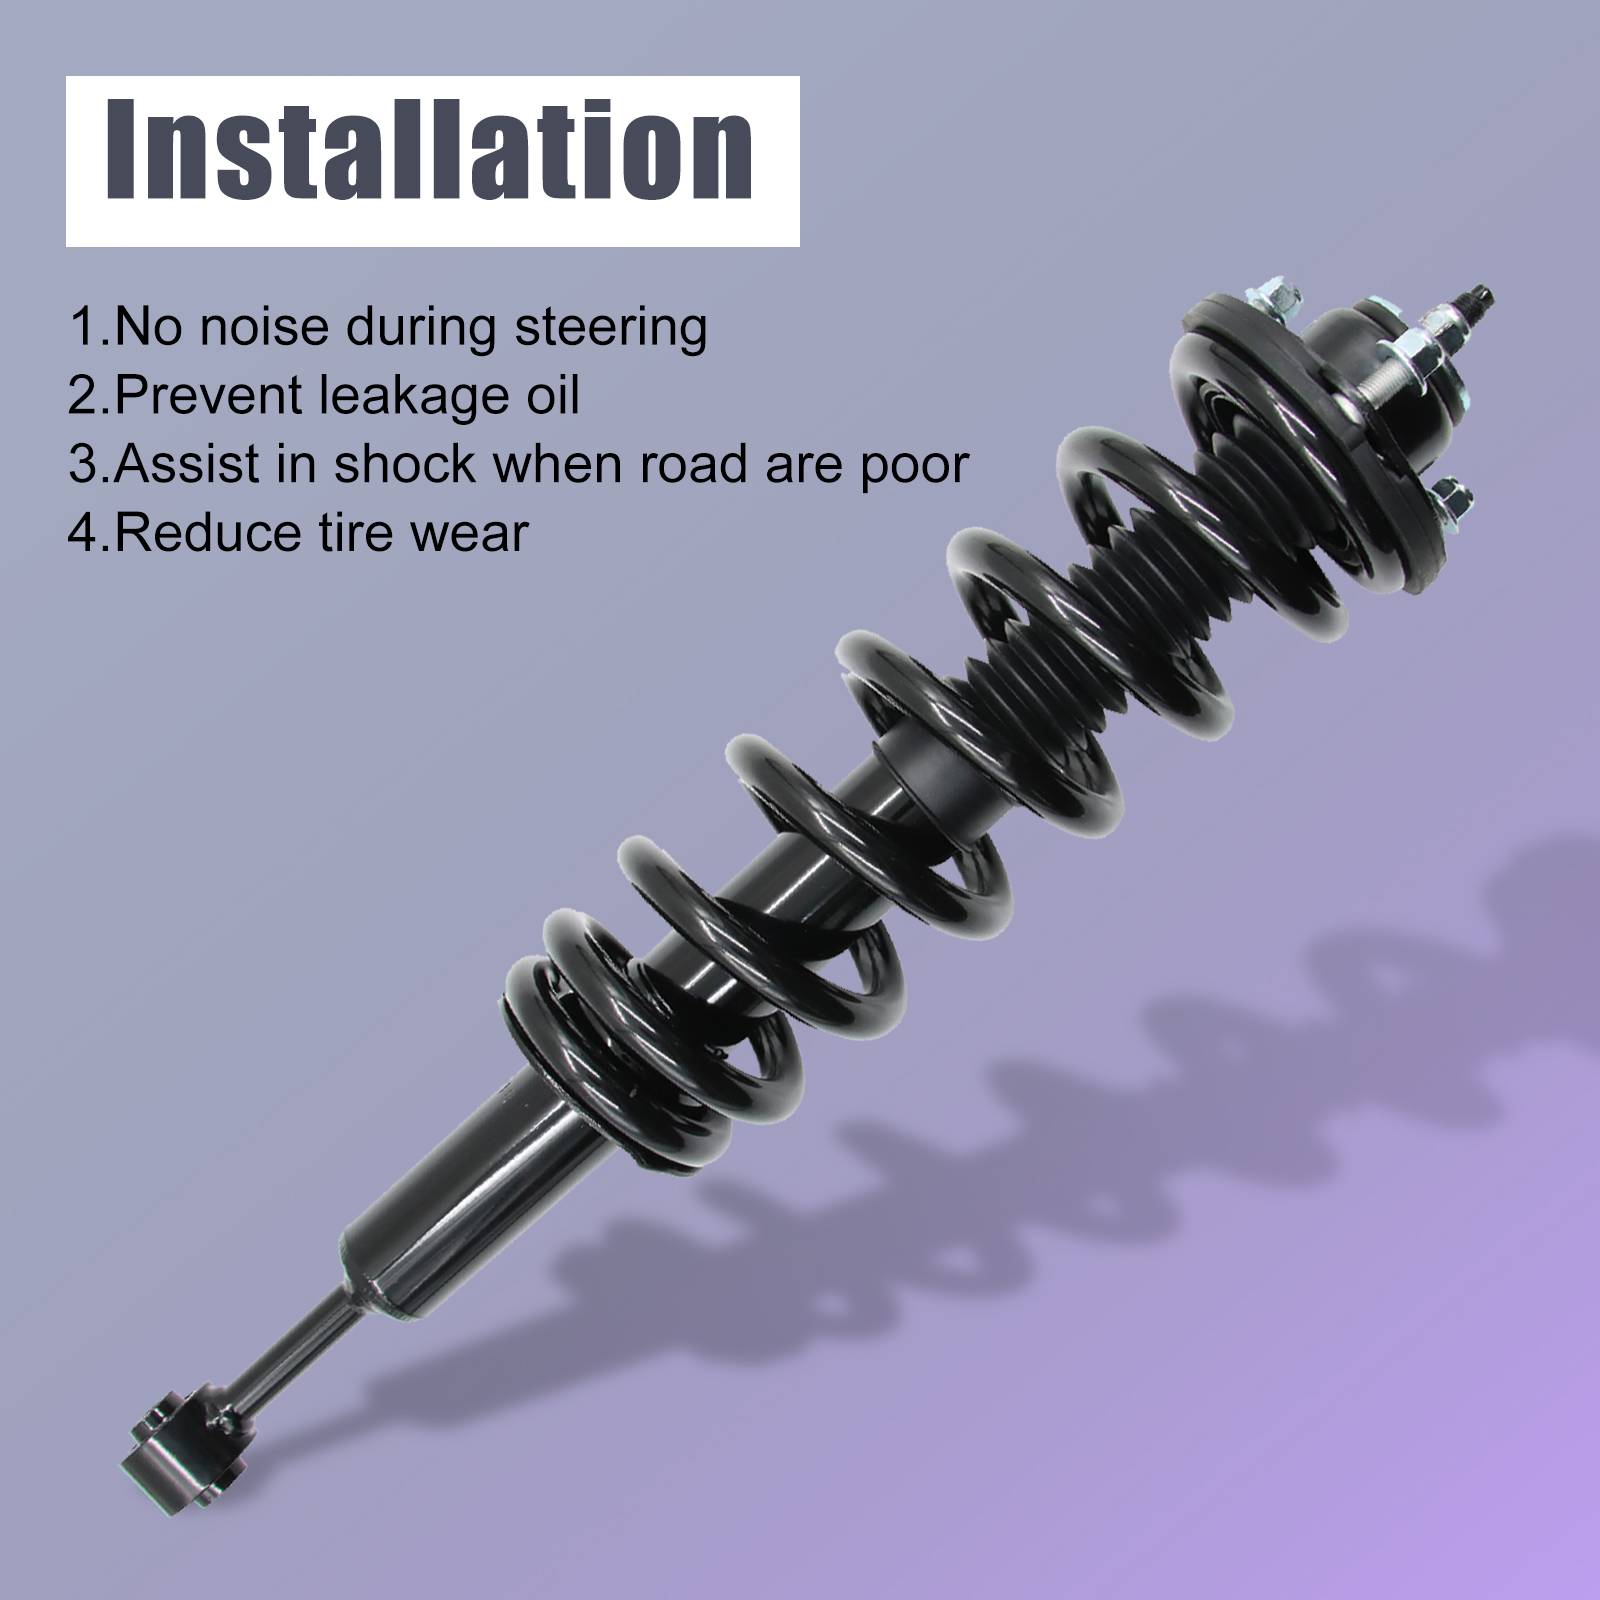 Installation
1.No noise during steering
2.Prevent leakage oil
3.Assist in shock when road are poor
4.Reduce tire wear